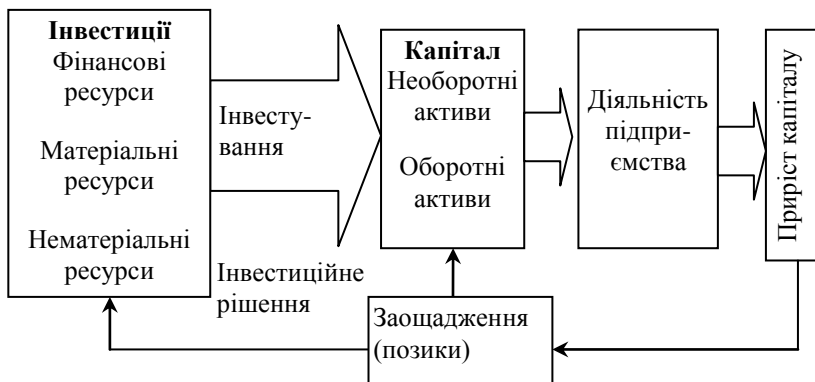 Інвестиції
Фінансові
ресурси
Матеріальні
ресурси
Нематеріальні
ресурси
Інвесту-
вання
Інвестиційне
рішення
Капітал
Необоротні
активи
Оборотні
активи
Діяльність
підпри-
ємства
Приріст капіталу
Заощадження
(позики)